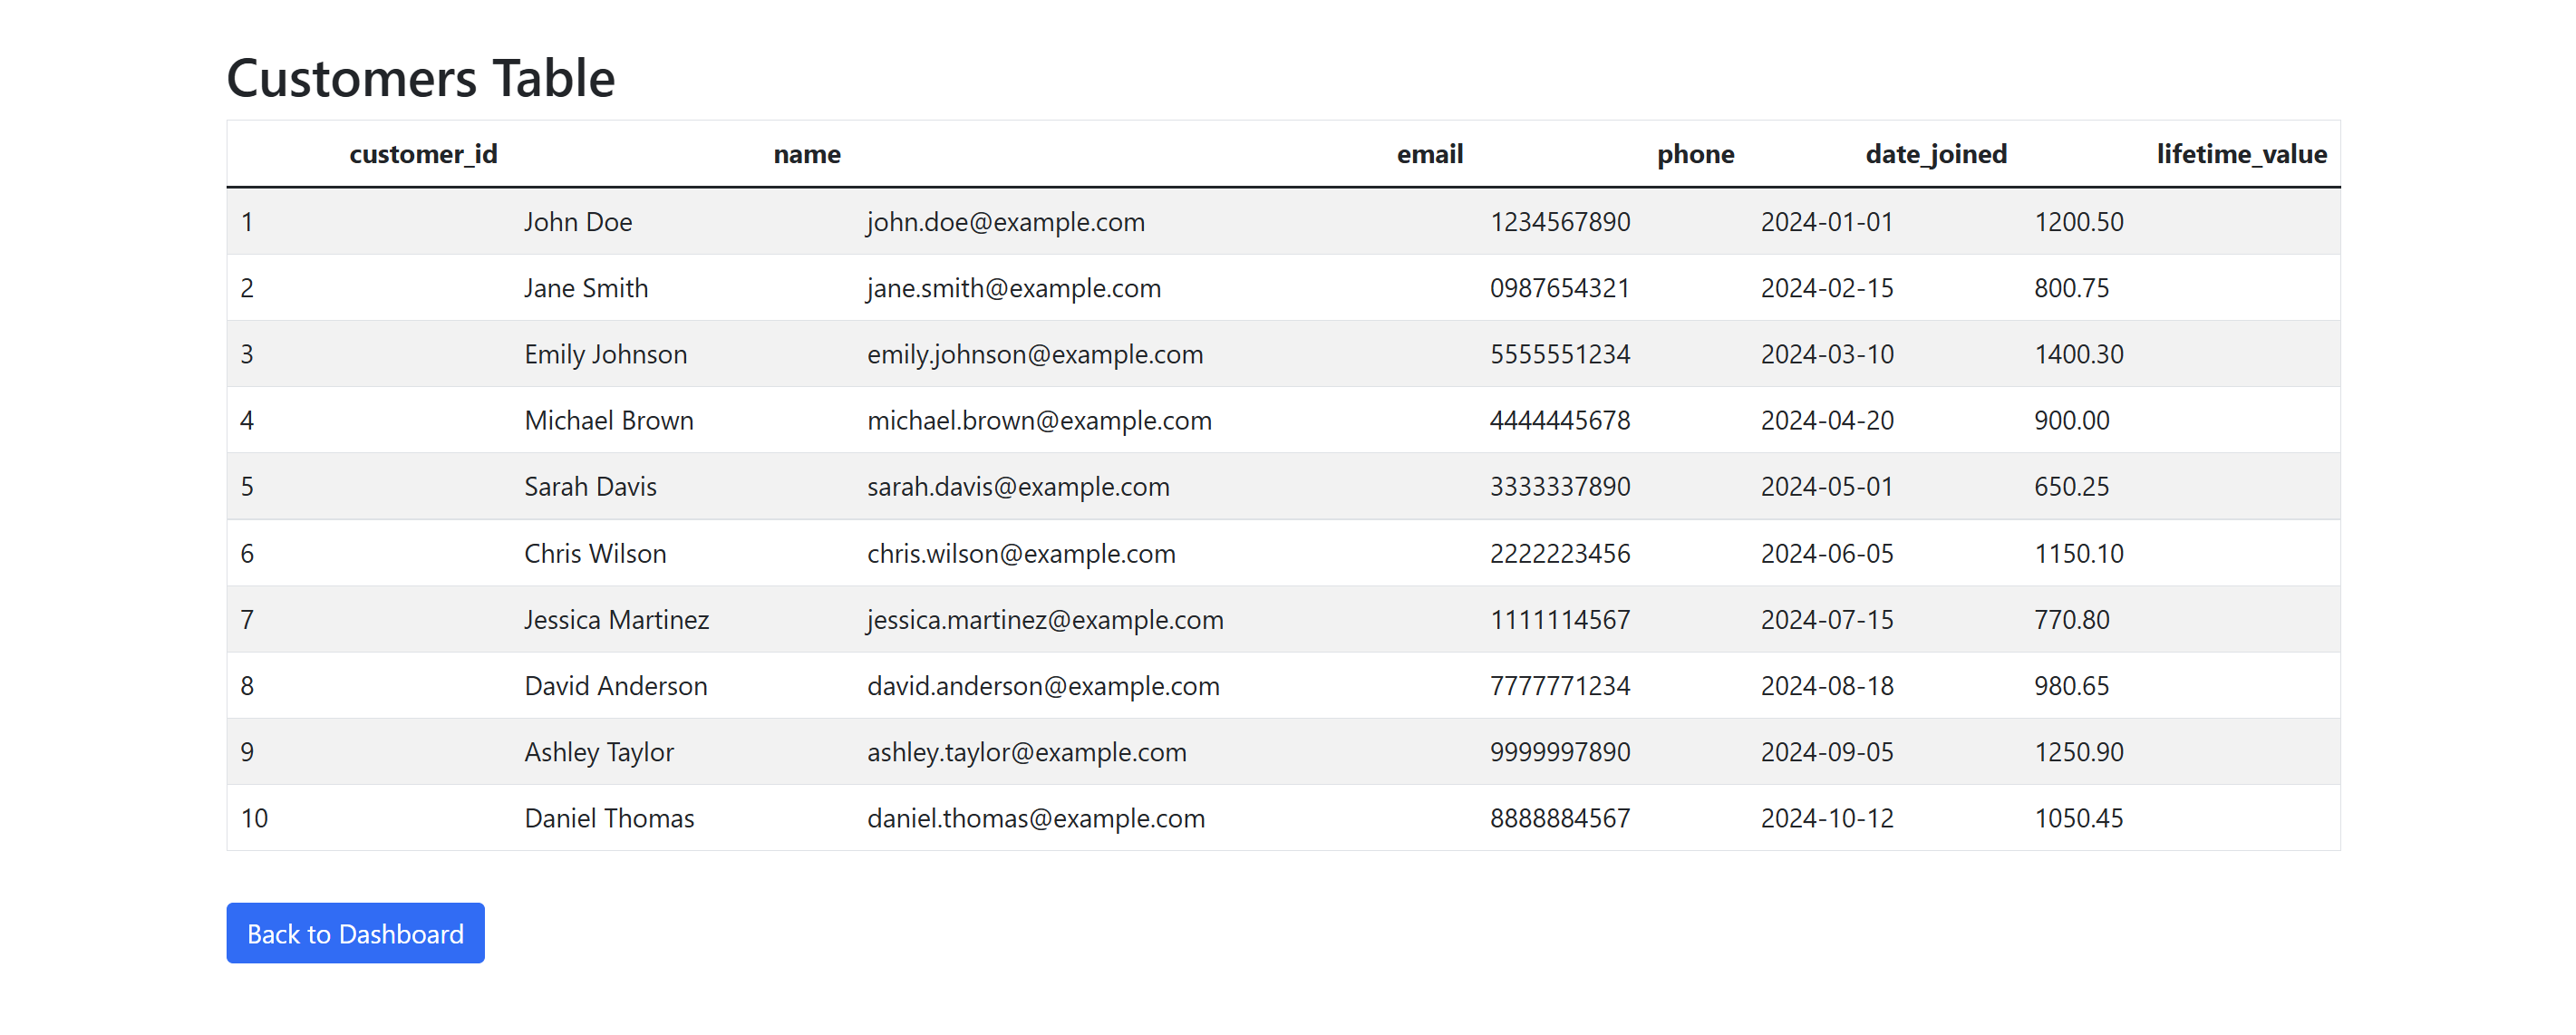 Customers Table
customer_id name email phone date_joined lifetime_value
1 John Doe john.doe@example.com 1234567890 2024-01-01 1200.50
2 Jane Smith jane.smith@example.com 0987654321 2024-02-15 800.75
3 Emily Johnson emily.johnson@example.com 5555551234 2024-03-10 1400.30
4 Michael Brown michael.brown@example.com 4444445678 2024-04-20 900.00
5 Sarah Davis sarah.davis@example.com 3333337890 2024-05-01 650.25
6 Chris Wilson chris.wilson@example.com 2222223456 2024-06-05 1150.10
7 Jessica Martinez jessica.martinez@example.com 1111114567 2024-07-15 770.80
8 David Anderson david.anderson@example.com 7777771234 2024-08-18 980.65
9 Ashley Taylor ashley.taylor@example.com 9999997890 2024-09-05 1250.90
10 Daniel Thomas daniel.thomas@example.com 8888884567 2024-10-12 1050.45
Back to Dashboard